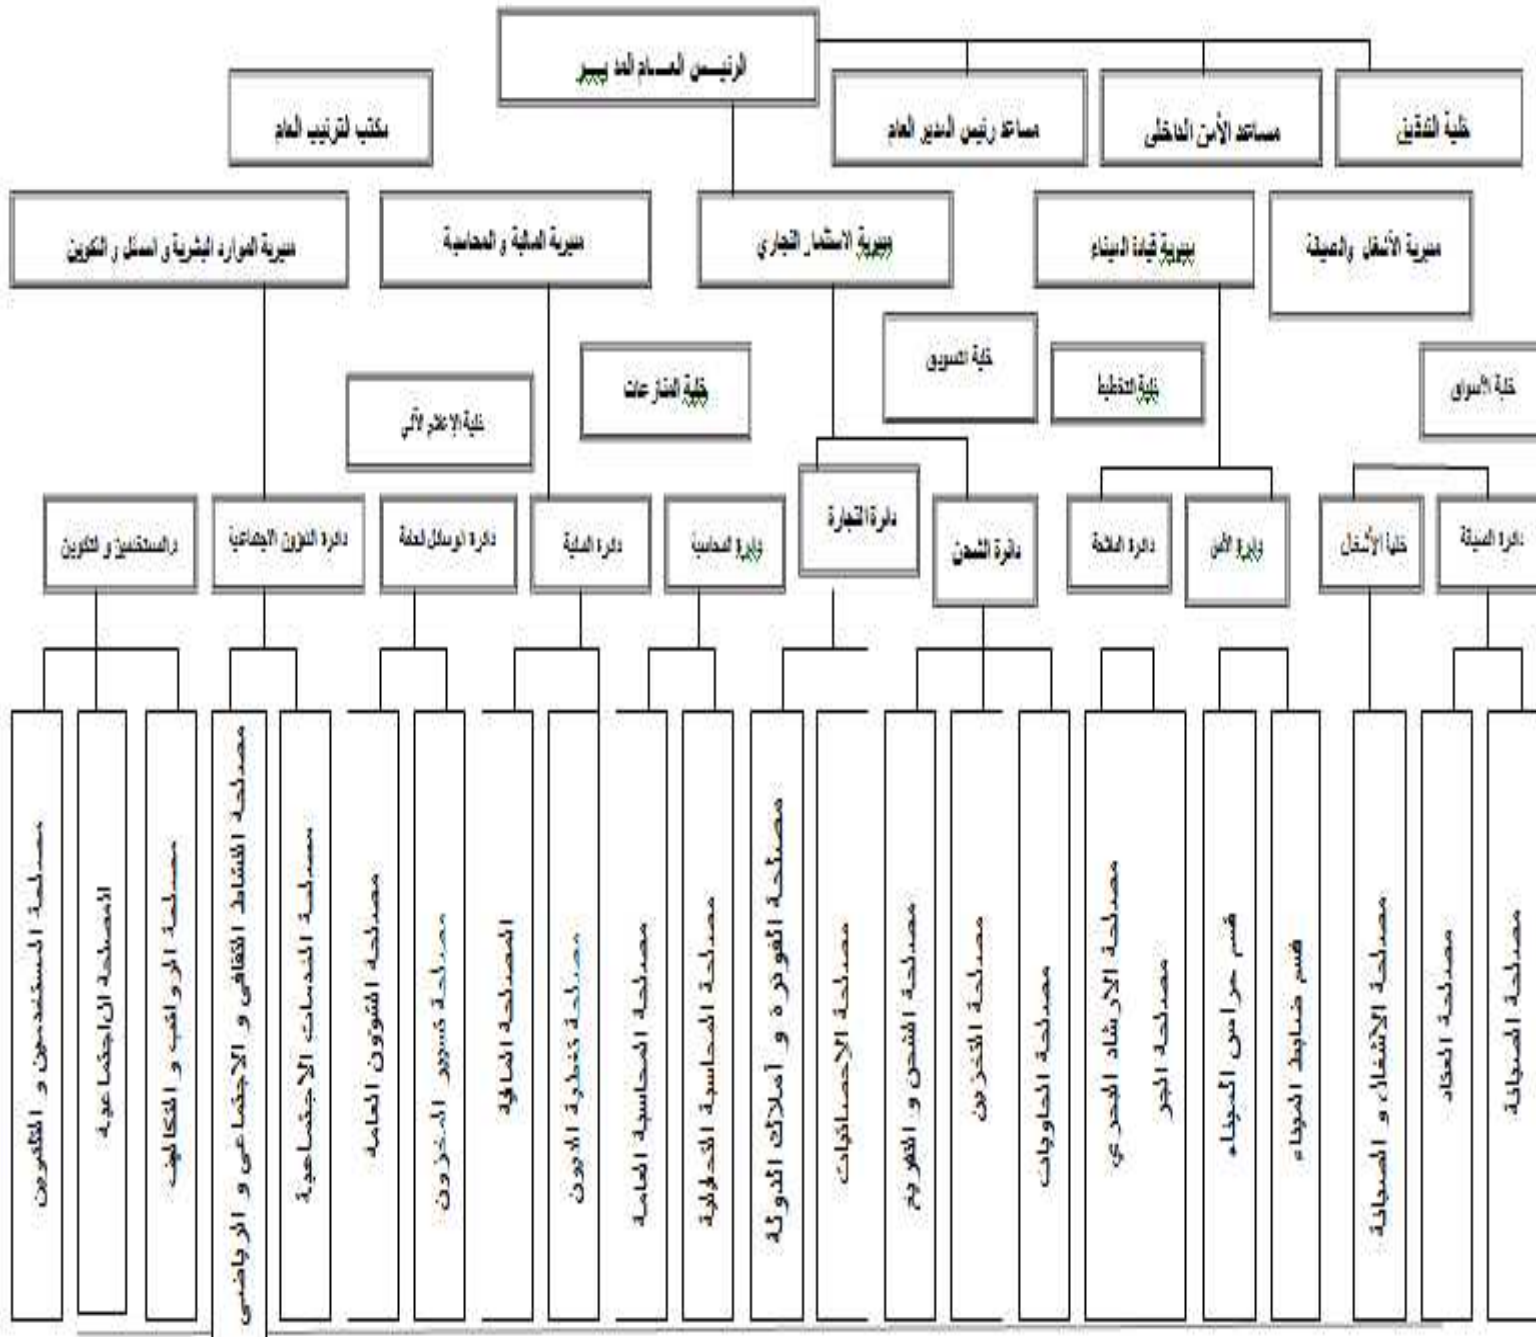 الرئيس العام المدير
خلية التدقيق
مساعد الأمن الداخلي
مساعد رئيس المدير العام
مكتب الترتيب العام
مديرية الأشغال والصيانة
مديرية قيادة الميناء
مديرية الاستثمار التجاري
مديرية المالية و المحاسبة
مديرية الموارد البشرية و الوسائل و التكوين
خلية التسويق
خلية الأسواق
خلية التخطيط
خلية المنازعات
خلية الإعلام الآلي
دائرة الصيانة
خلية الأشغال
دائرة الأمن
دائرة الملاحة
دائرة الشحن
دائرة التجارة
دائرة المحاسبة
دائرة المالية
دائرة الوسائل العامة
دائرة الشؤون الاجتماعية
د.المستخدمين و التكوين
مصلحة الصيانة
مصلحة العتاد
مصلحة الاشغال و الصيانة
قسم ضابط الميناء
قسم حراس الميناء
مصلحة الجر
مصلحة الارشاد البحري
مصلحة الحاويات
مصلحة التخزين
مصلحة الشحن و التفريغ
مصلحة الإحصائيات
مصلحة الفوترة و أملاك الدولة
مصلحة المحاسبة التحليلية
مصلحة المحاسبة العامة
مصلحة تغطية الديون
المصلحة المالية
مصلحة تسيير المخزون
مصلحة الشؤون العامة
مصلحة الخدمات الاجتماعية
مصلحة النشاط الثقافي و الاجتماعي و الرياضي
مصلحة الرواتب و التكاليف
المصلحة الاجتماعية
مصلحة المستخدمين و التكوين